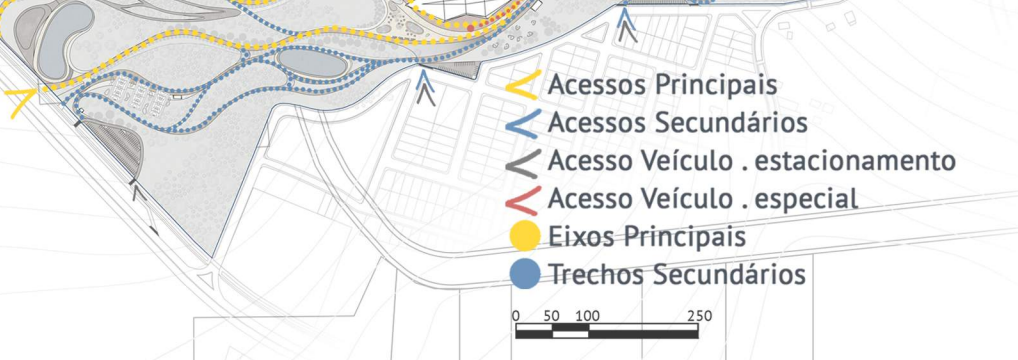 Acessos Principais
Acessos Secundários
Acesso Veículo . estacionamento
Acesso Veículo . especial
Eixos Principais
Trechos Secundários
0 50 100 250